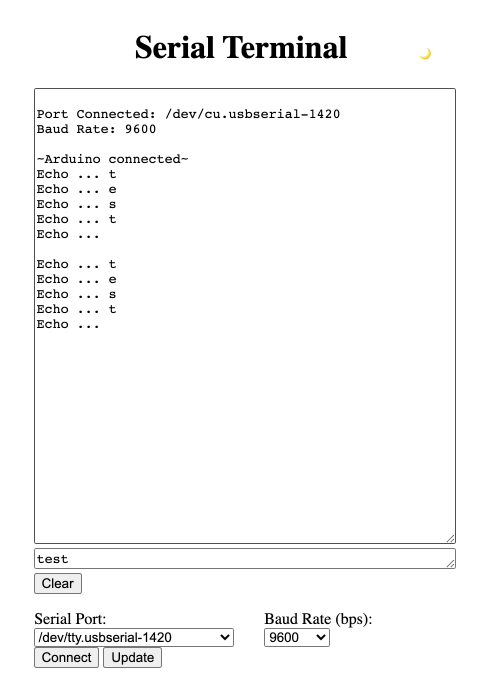 Serial Terminal
Port Connected: /dev/cu.usbserial-1420
Baud Rate: 9600
~Arduino connected~
Echo ... t
Echo ... e
Echo ... s
Echo ... t
Echo ...
Echo ... t
Echo ... e
Echo ... s
Echo ... t
Echo ...
test
Clear
Serial Port:
Baud Rate (bps):
/dev/tty.usbserial-1420
9600
Connect Update